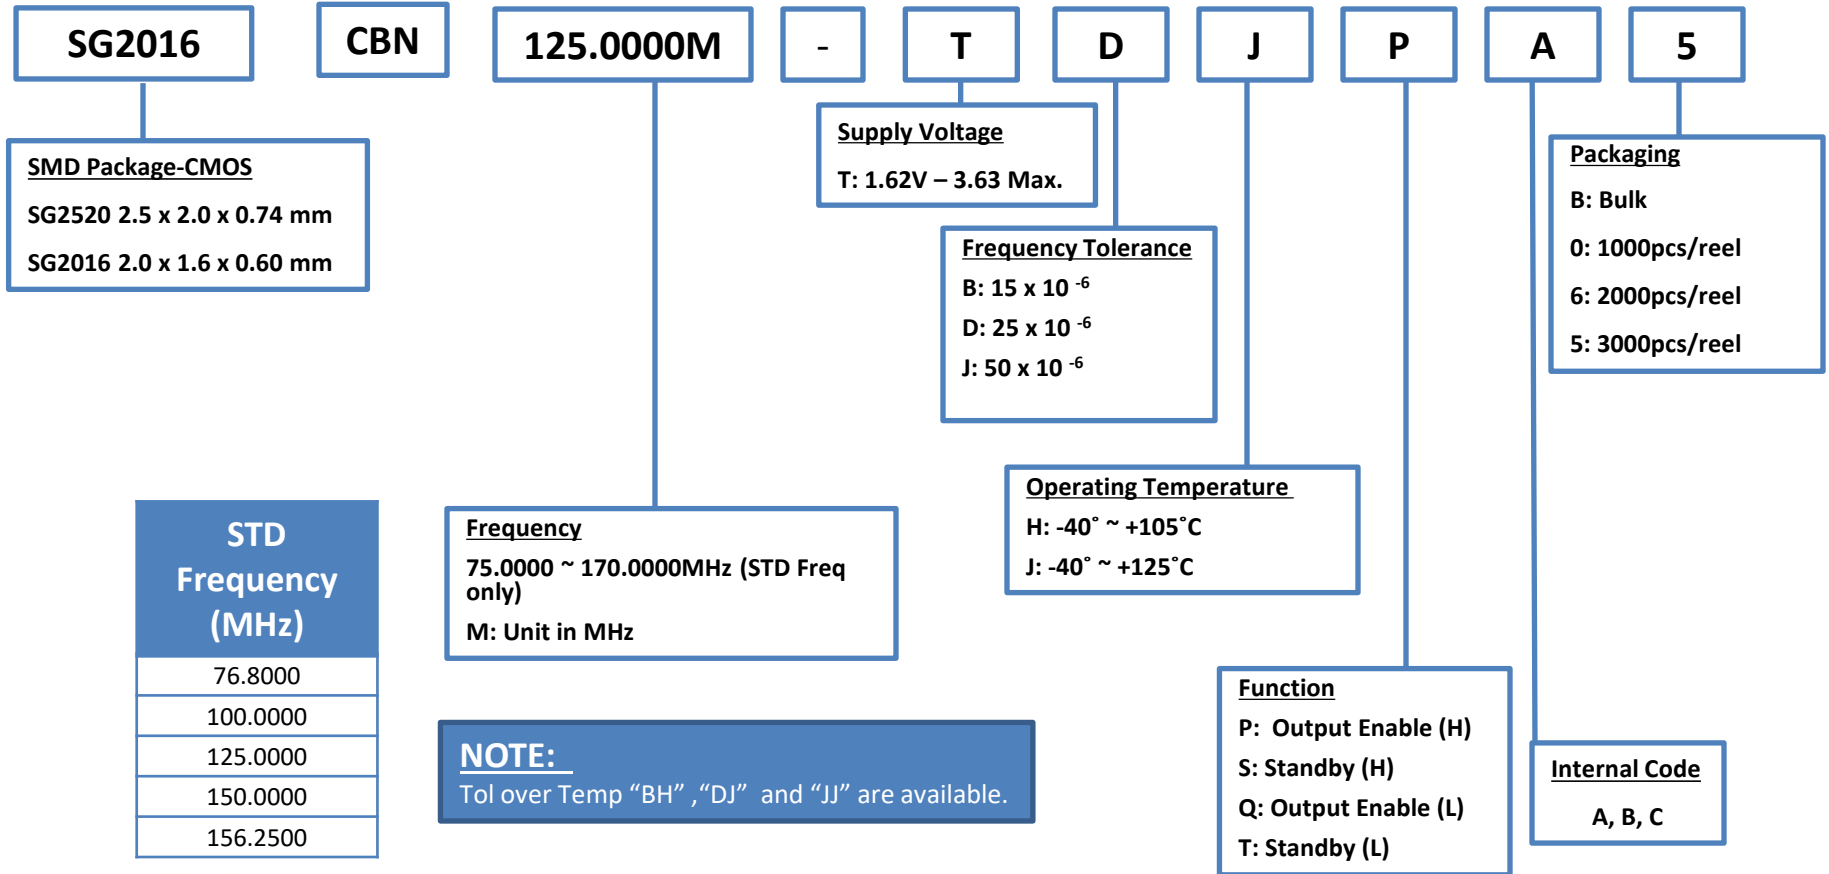 SG2016 CBN 125.0000M - T D J P A 5
SMD Package-CMOS
SG2520 2.5 x 2.0 x 0.74 mm
SG2016 2.0 x 1.6 x 0.60 mm
Supply Voltage
T: 1.62V – 3.63 Max.
Packaging
B: Bulk
0: 1000pcs/reel
6: 2000pcs/reel
5: 3000pcs/reel
Frequency Tolerance
B: 15 x 10 -6
D: 25 x 10 -6
J: 50 x 10 -6
Operating Temperature
H: -40˚ ~ +105˚C
J: -40˚ ~ +125˚C
STD
Frequency
(MHz)
76.8000
100.0000
125.0000
150.0000
156.2500
Frequency
75.0000 ~ 170.0000MHz (STD Freq
only)
M: Unit in MHz
NOTE:
Tol over Temp “BH” ,“DJ” and “JJ” are available.
Function
P: Output Enable (H)
S: Standby (H)
Q: Output Enable (L)
T: Standby (L)
Internal Code
A, B, C